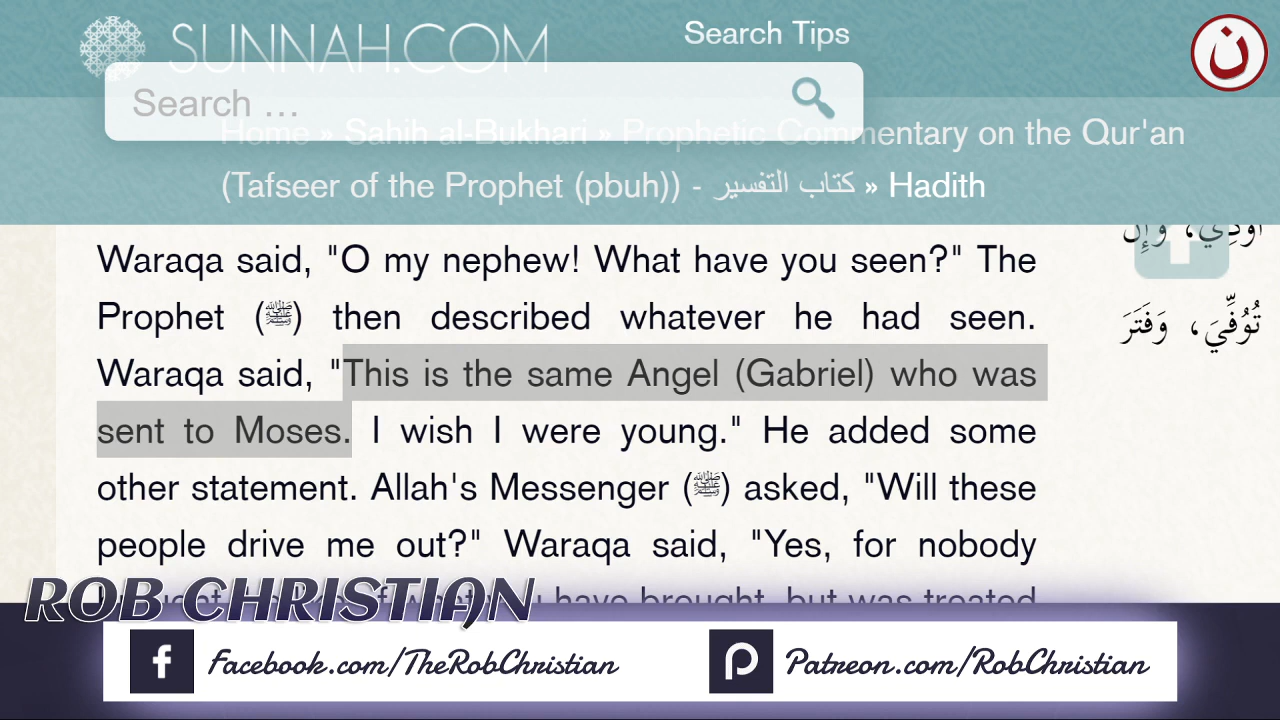 SUNNAH.COM
Search Tips
ن
Search ...
Home » Sahih al-Bukhari » Prophetic Commentary on the Qur'an
(Tafseer of the Prophet (pbuh)) - كتاب التفسير » Hadith
Waraqa said, "O my nephew! What have you seen?" The
Prophet (ﷺ) then described whatever he had seen.
Waraqa said, "This is the same Angel (Gabriel) who was
sent to Moses. I wish I were young." He added some
other statement. Allah's Messenger (ﷺ) asked, "Will these
people drive me out?" Waraqa said, "Yes, for nobody
have brought, but was treated
تُوُفِّيَ، وَفَتَرَ
ROB CHRISTIAN
Facebook.com/TheRobChristian
Patreon.com/RobChristian